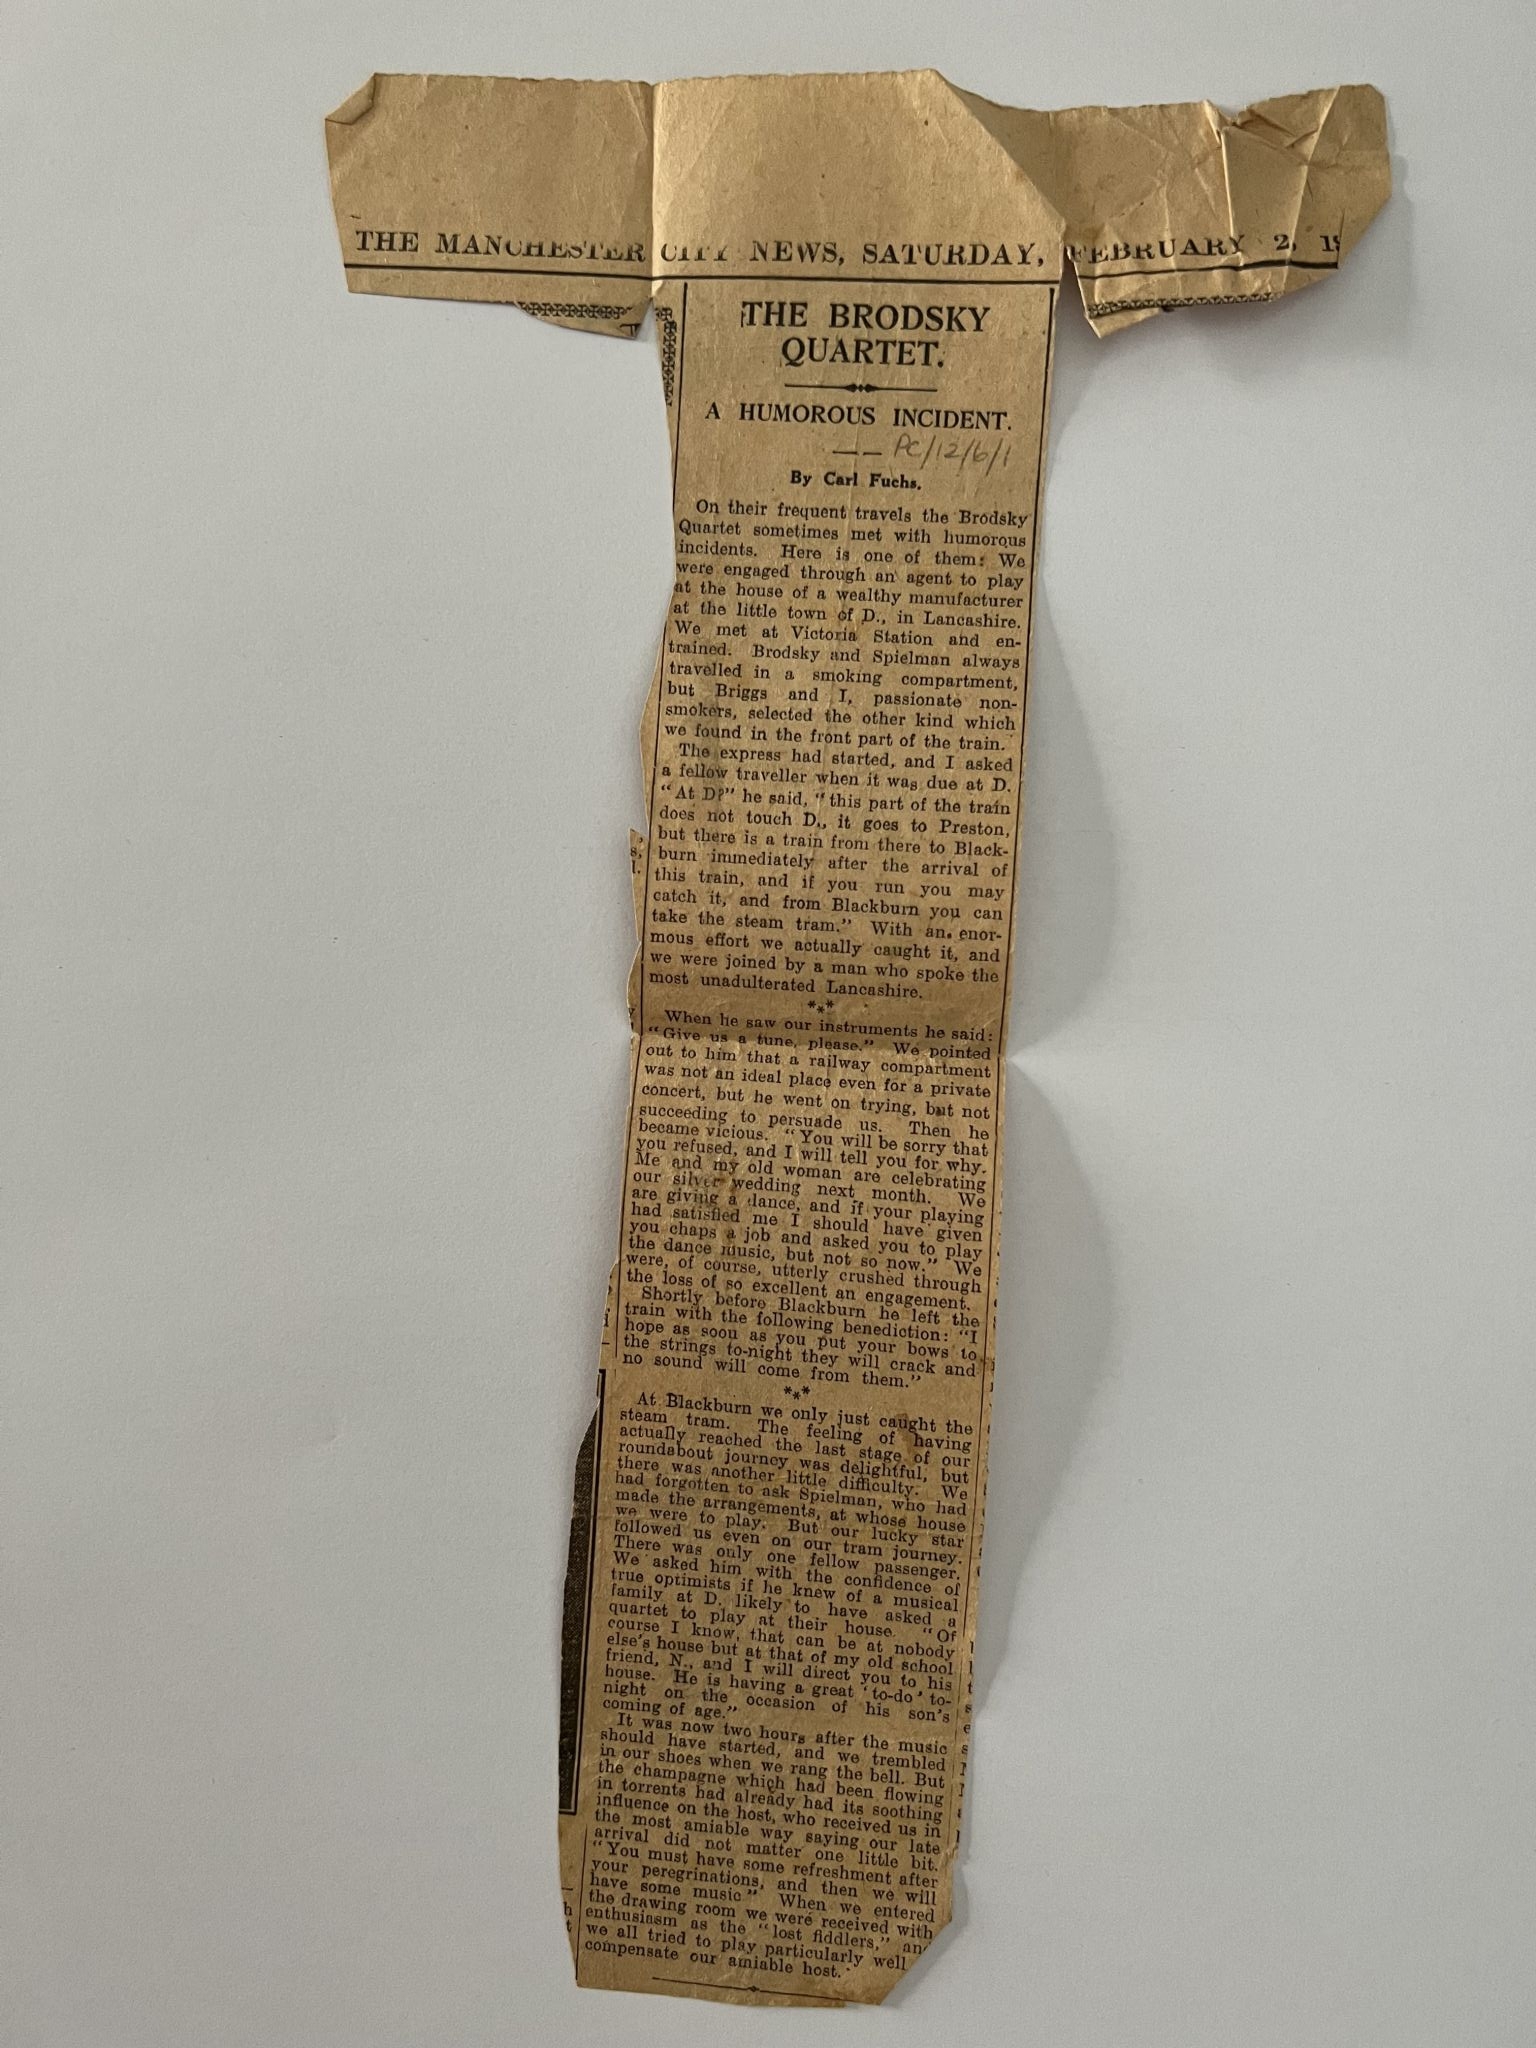 THE MANCHESTER CITY NEWS, SATURDAY, FEBRUARY 2, 19
THE BRODSKY
QUARTET.
A HUMOROUS INCIDENT.
PC/12/6/1
By Carl Fuchs.
On their frequent travels the Brodsky
Quartet sometimes met with humorous
incidents. Here is one of them: We
were engaged through an agent to play
at the house of a wealthy manufacturer
at the little town of D., in Lancashire.
We met at Victoria Station and en-
trained. Brodsky and Spielman always
travelled in a smoking compartment,
but Briggs and I, passionate non-
smokers, selected the other kind which
we found in the front part of the train.
The express had started, and I asked
a fellow traveller when it was due at D.
"At D?" he said, "this part of the train
does not touch D., it goes to Preston,
but there is a train from there to Black-
burn immediately after the arrival of
this train, and if you run you may
catch it, and from Blackburn you can
take the steam tram." With an enor-
mous effort we actually caught it, and
we were joined by a man who spoke the
most unadulterated Lancashire.
***
When he saw our instruments he said:
"Give us a tune, please." We pointed
out to him that a railway compartment
was not an ideal place even for a private
concert, but he went on trying, but not
succeeding to persuade us. Then he
became vicious. "You will be sorry that
you refused, and I will tell you for why.
Me and my old woman are celebrating
our silver wedding next month. We
are giving a dance, and if your playing
had satisfied me I should have given
you chaps a job and asked you to play
the dance music, but not so now." We
were, of course, utterly crushed through
the loss of so excellent an engagement.
Shortly before Blackburn he left the
train with the following benediction: "I
hope as soon as you put your bows to
the strings to-night they will crack and
no sound will come from them."
***
At Blackburn we only just caught the
steam tram. The feeling of having
actually reached the last stage of our
roundabout journey was delightful, but
there was another little difficulty. We
had forgotten to ask Spielman, who had
made the arrangements, at whose house
we were to play. But our lucky star
followed us even on our tram journey.
There was only one fellow passenger.
We asked him with the confidence of
true optimists if he knew of a musical
family at D. likely to have asked a
quartet to play at their house. "Of
course I know, that can be at nobody
else's house but at that of my old school
friend, N., and I will direct you to his
house. He is having a great 'to-do' to-
night on the occasion of his son's
coming of age."
It was now two hours after the music
should have started, and we trembled
in our shoes when we rang the bell. But
the champagne which had been flowing
in torrents had already had its soothing
influence on the host, who received us in
the most amiable way saying our late
arrival did not matter one little bit.
"You must have some refreshment after
your peregrinations, and then we will
have some music" When we entered
the drawing room we were received with
enthusiasm as the "lost fiddlers," and
we all tried to play particularly well
compensate our amiable host.